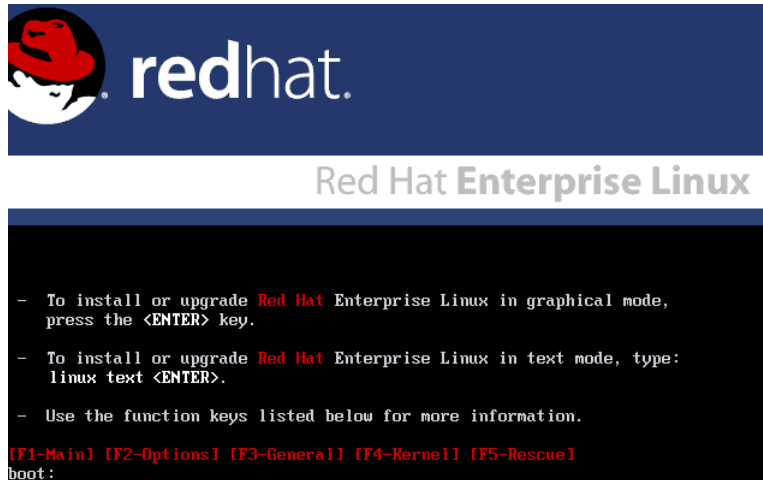 redhat.
Red Hat Enterprise Linux
- To install or upgrade Red Hat Enterprise Linux in graphical mode,
press the <ENTER> key.
- To install or upgrade Red Hat Enterprise Linux in text mode, type:
linux text <ENTER>.
- Use the function keys listed below for more information.
[F1-Main] [F2-Options] [F3-General] [F4-Kernel] [F5-Rescue]
boot: